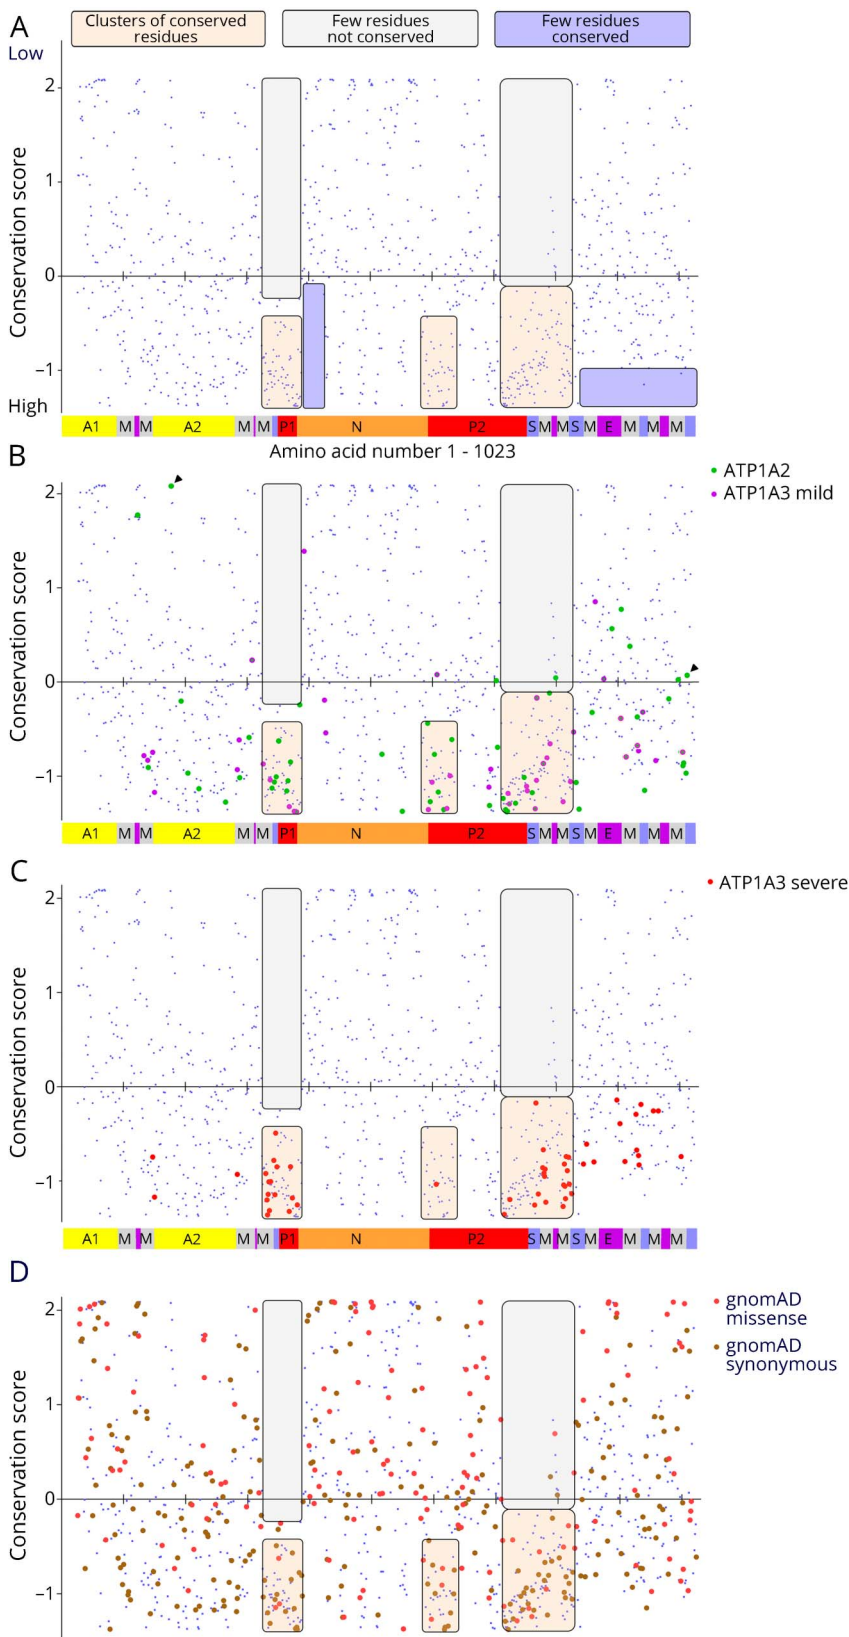 A
Clusters of conserved
residues
Few residues
not conserved
Few residues
conserved
Low
2
1
0
−1
High
Conservation score
A1 M M A2 M M P1 N P2 S M M S M E M M M
Amino acid number 1 - 1023
B
ATP1A2
ATP1A3 mild
2
1
0
−1
Conservation score
A1 M M A2 M M P1 N P2 S M M S M E M M M
C
ATP1A3 severe
2
1
0
−1
Conservation score
A1 M M A2 M M P1 N P2 S M M S M E M M M
D
gnomAD
missense
gnomAD
synonymous
2
1
0
−1
Conservation score